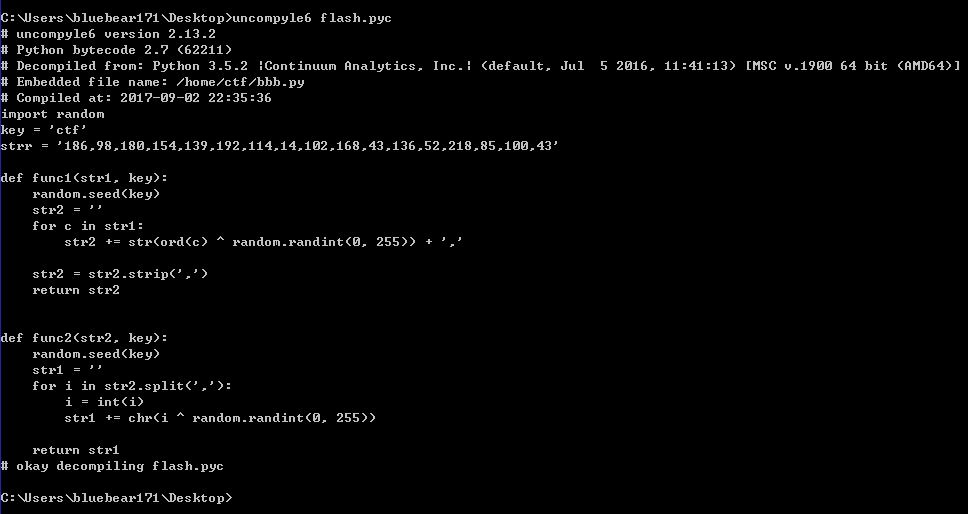 C:\Users\bluebear171\Desktop>uncompyle6 flash.pyc
# uncompyle6 version 2.13.2
# Python bytecode 2.7 (62211)
# Decompiled from: Python 3.5.2 |Continuum Analytics, Inc.| (default, Jul  5 2016, 11:41:13) [MSC v.1900 64 bit (AMD64)]
# Embedded file name: /home/ctf/bbb.py
# Compiled at: 2017-09-02 22:35:36
import random
key = 'ctf'
strr = '186,98,180,154,139,192,114,14,102,168,43,136,52,218,85,100,43'
def func1(str1, key):
    random.seed(key)
    str2 = ''
    for c in str1:
        str2 += str(ord(c) ^ random.randint(0, 255)) + ','
    str2 = str2.strip(',')
    return str2
def func2(str2, key):
    random.seed(key)
    str1 = ''
    for i in str2.split(','):
        i = int(i)
        str1 += chr(i ^ random.randint(0, 255))
    return str1
# okay decompiling flash.pyc
C:\Users\bluebear171\Desktop>